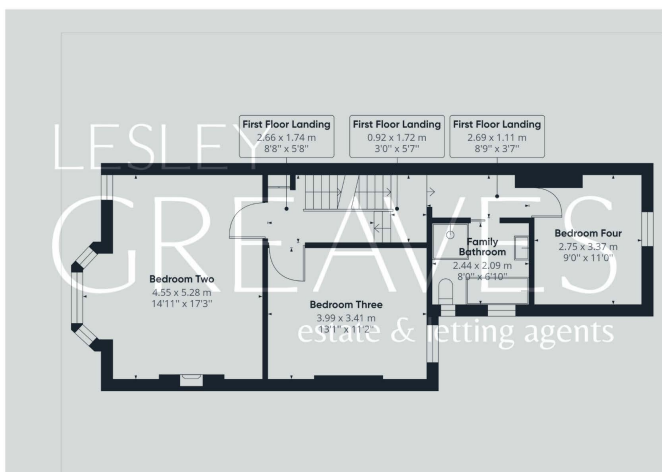 First Floor Landing
2.66 x 1.74 m
8'8" x 5'8"
First Floor Landing
0.92 x 1.72 m
3'0" x 5'7"
First Floor Landing
2.69 x 1.11 m
8'9" x 3'7"
LESLEY
GREAVES
estate & letting agents
Bedroom Two
4.55 x 5.28 m
14'11" x 17'3"
Bedroom Three
3.99 x 3.41 m
13'1" x 11'2"
Family
Bathroom
2.44 x 2.09 m
8'0" x 6'10"
Bedroom Four
2.75 x 3.37 m
9'0" x 11'0"